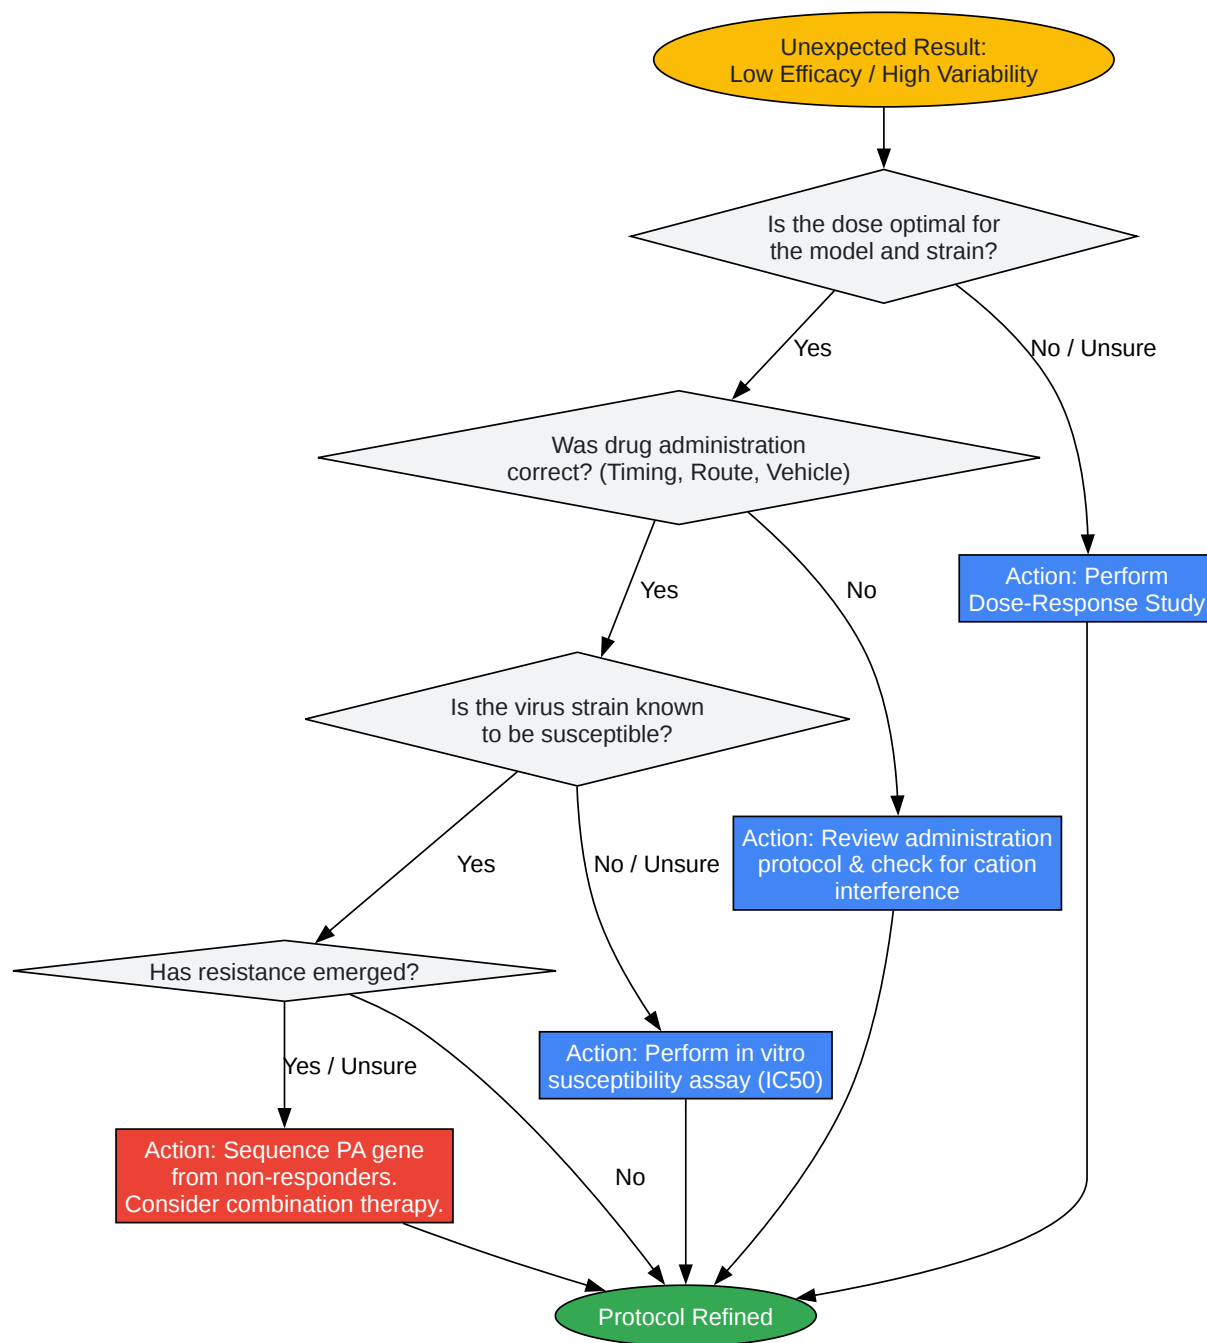 Unexpected Result:
Low Efficacy / High Variability
Is the dose optimal for
the model and strain?
Yes
No / Unsure
Was drug administration
correct? (Timing, Route, Vehicle)
Action: Perform
Dose-Response Study
Yes
No
Is the virus strain known
to be susceptible?
Action: Review administration
protocol & check for cation
interference
Yes
No / Unsure
Has resistance emerged?
Action: Perform in vitro
susceptibility assay (IC50)
Yes / Unsure
Action: Sequence PA gene
from non-responders.
Consider combination therapy.
No
Protocol Refined